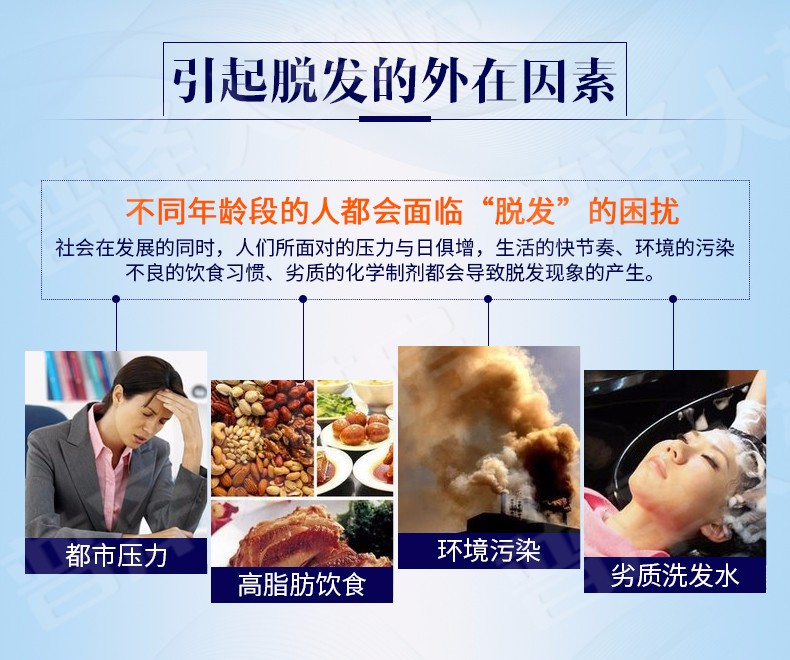 引起脱发的外在因素
不同年龄段的人都会面临“脱发”的困扰
社会在发展的同时，人们所面对的压力与日俱增，生活的快节奏、环境的污染
不良的饮食习惯、劣质的化学制剂都会导致脱发现象的产生。
都市压力
高脂肪饮食
环境污染
劣质洗发水